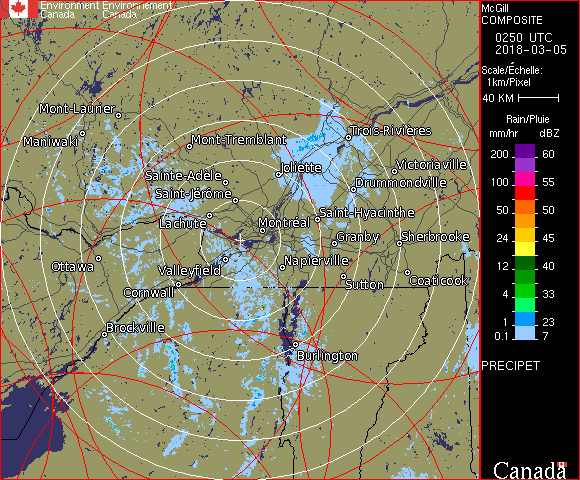 Environment Environnement
Canada Canada
McGill
COMPOSITE
0250 UTC
2018-03-05
Scale/Échelle:
1km/Pixel
40 KM
Rain/Pluie
mm/hr dBZ
200 60
100 55
50 50
24 45
12 40
4 33
1 23
0.1 7
PRECIPET
Canada
Mont-Laurier
Maniwaki
Mont-Tremblant
Trois-Rivières
Joliette
Victoriaville
Sainte-Adèle
Drummondville
Saint-Jérôme
Saint-Hyacinthe
Lachute
Montréal
Granby
Sherbrooke
Ottawa
Valleyfield
Napierville
Cornwall
Sutton
Coaticook
Brockville
Burlington